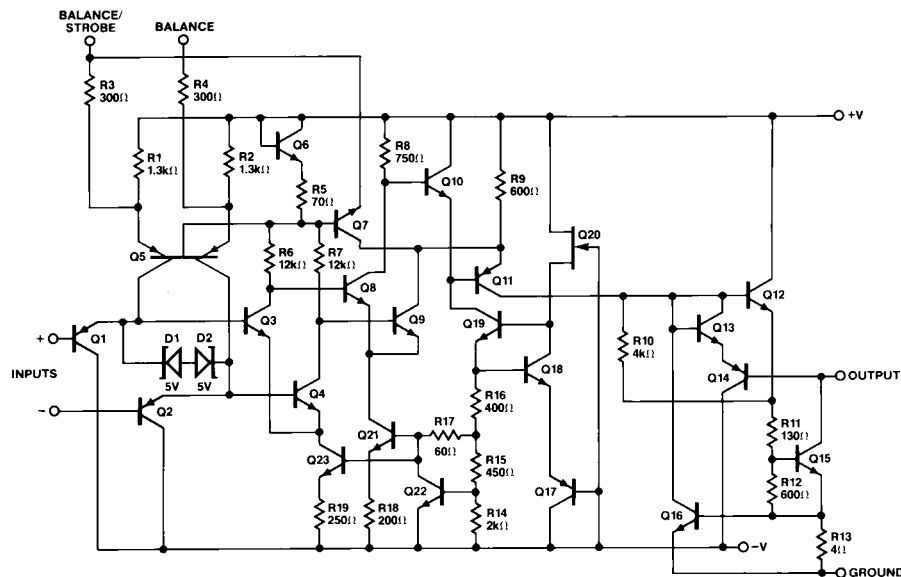 BALANCE/
STROBE
BALANCE
R3
300Ω
R4
300Ω
+V
R1
1.3kΩ
R2
1.3kΩ
Q6
R8
750Ω
Q10
R9
600Ω
R5
70Ω
Q7
Q20
Q5
R6
12kΩ
R7
12kΩ
Q8
Q11
Q12
Q3
Q9
Q19
R10
4kΩ
Q13
+
Q1
D1
D2
5V
5V
INPUTS
Q18
Q14
OUTPUT
Q4
R16
400Ω
−
Q2
R17
60Ω
R11
130Ω
Q21
Q15
Q23
R15
450Ω
Q17
R12
600Ω
Q22
Q16
R19
250Ω
R18
200Ω
R14
2kΩ
R13
4Ω
−V
GROUND